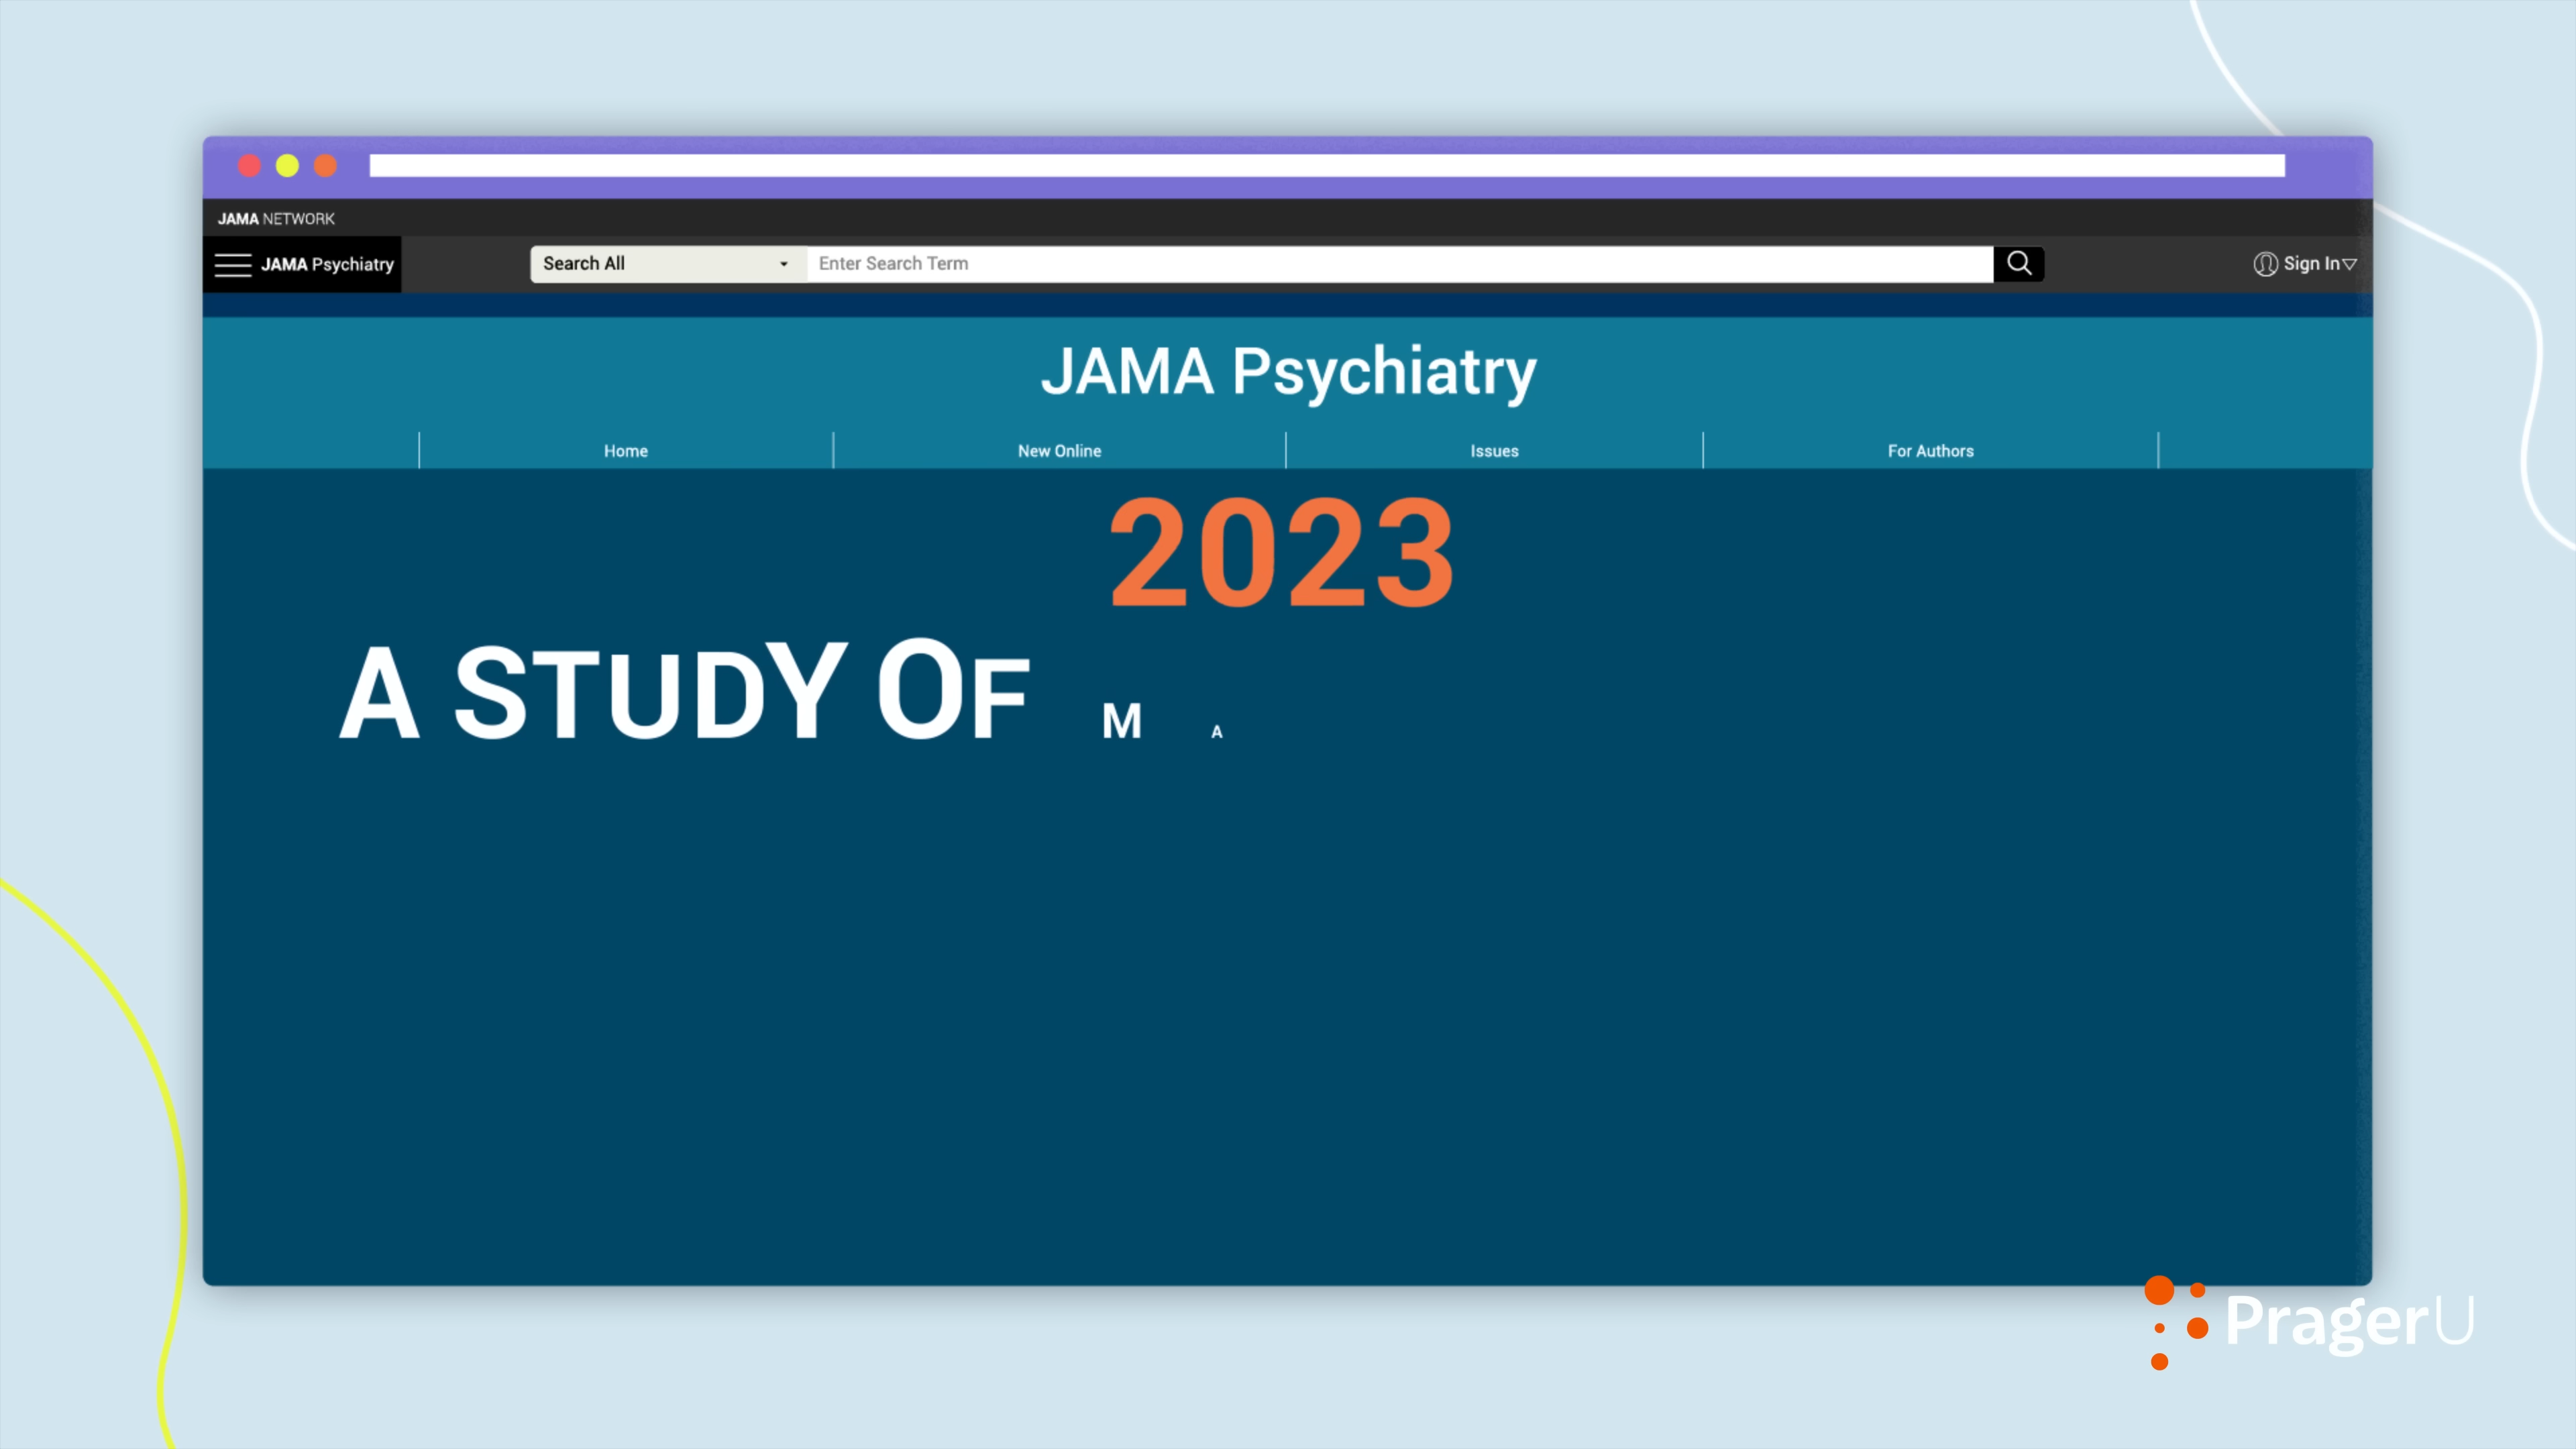 JAMA NETWORK
JAMA Psychiatry
Search All
Enter Search Term
Sign In
JAMA Psychiatry
Home
New Online
Issues
For Authors
2023
A STUDY OF M A
PragerU